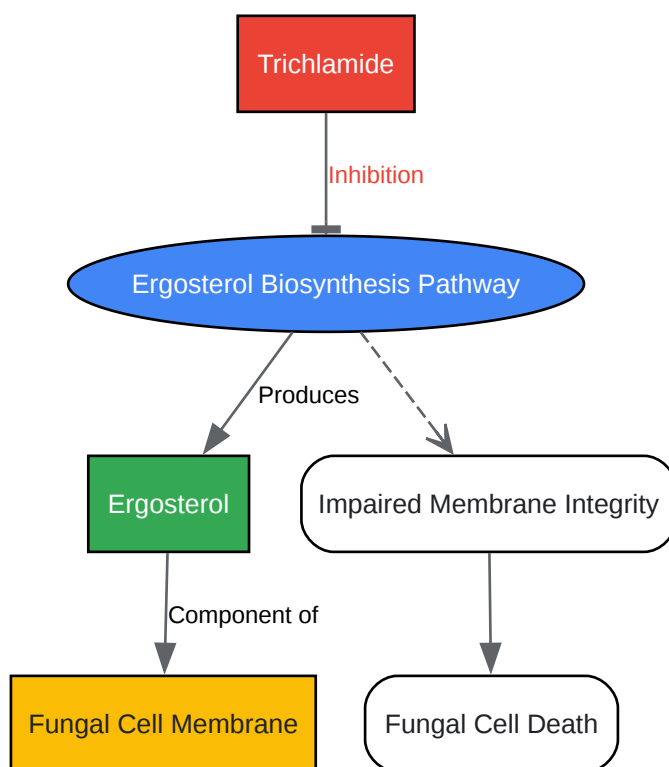 Trichlamide
Inhibition
Ergosterol Biosynthesis Pathway
Produces
Ergosterol
Impaired Membrane Integrity
Component of
Fungal Cell Membrane
Fungal Cell Death